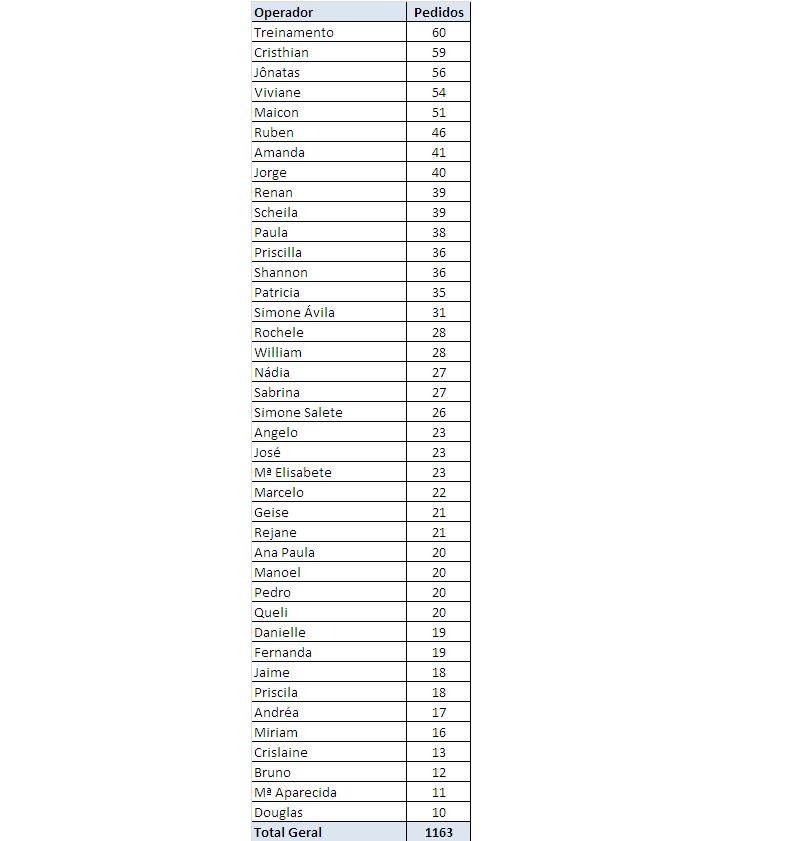 Operador Pedidos
Treinamento 60
Cristhian 59
Jônatas 56
Viviane 54
Maicon 51
Ruben 46
Amanda 41
Jorge 40
Renan 39
Scheila 39
Paula 38
Priscilla 36
Shannon 36
Patricia 35
Simone Ávila 31
Rochele 28
William 28
Nádia 27
Sabrina 27
Simone Salete 26
Angelo 23
José 23
Mª Elisabete 23
Marcelo 22
Geise 21
Rejane 21
Ana Paula 20
Manoel 20
Pedro 20
Queli 20
Danielle 19
Fernanda 19
Jaime 18
Priscila 18
Andréa 17
Miriam 16
Crislaine 13
Bruno 12
Mª Aparecida 11
Douglas 10
Total Geral 1163